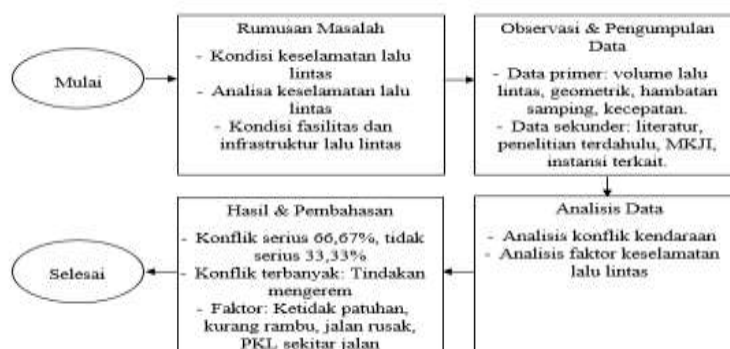 Mulai
Rumusan Masalah
- Kondisi keselamatan lalu
lintas
- Analisa keselamatan lalu
lintas
- Kondisi fasilitas dan
infrastruktur lalu lintas
Observasi & Pengumpulan
Data
- Data primer: volume lalu
lintas, geometrik, hambatan
samping, kecepatan.
- Data sekunder: literatur,
penelitian terdahulu, MKJI,
instansi terkait.
Analisis Data
- Analisis konflik kendaraan
- Analisis faktor keselamatan
lalu lintas
Hasil & Pembahasan
- Konflik serius 66,67%, tidak
serius 33,33%
- Konflik terbanyak: Tindakan
mengerem
- Faktor: Ketidak patuhan,
kurang rambu, jalan rusak,
PKL sekitar jalan
Selesai